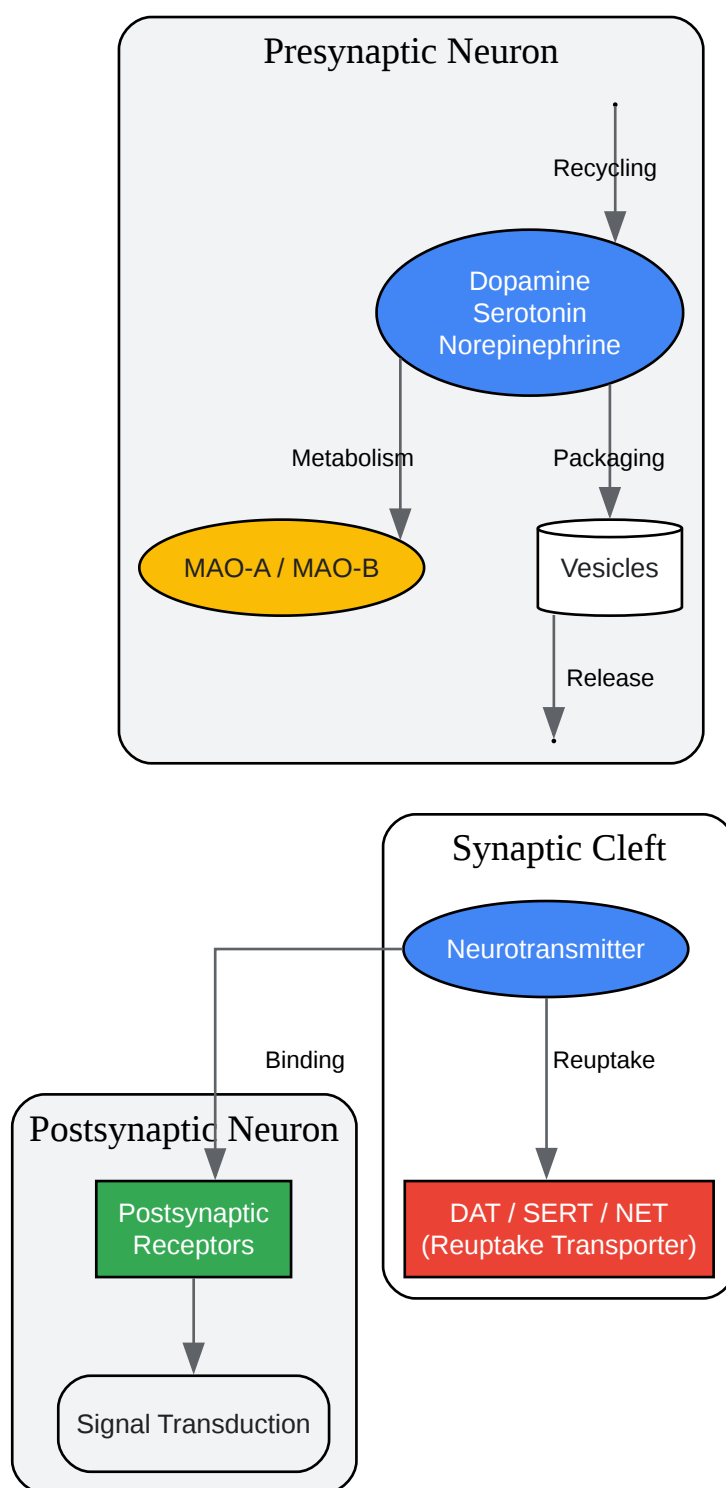 Presynaptic Neuron
Recycling
Dopamine
Serotonin
Norepinephrine
Metabolism
Packaging
MAO-A / MAO-B
Vesicles
Release
Synaptic Cleft
Neurotransmitter
Binding
Reuptake
Postsynaptic Neuron
Postsynaptic
Receptors
DAT / SERT / NET
(Reuptake Transporter)
Signal Transduction